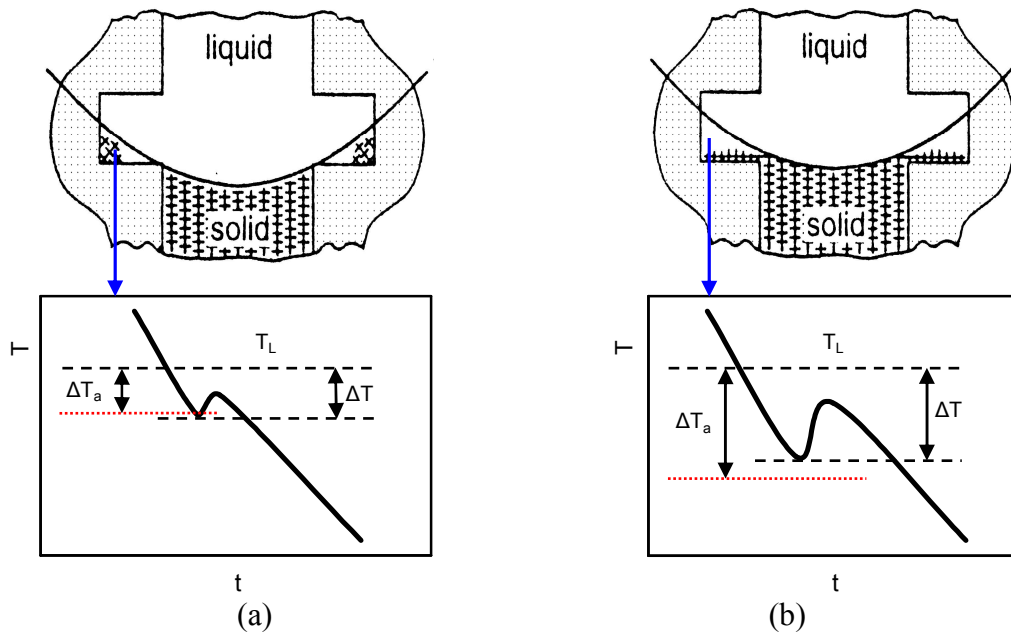 liquid
solid
T
T_L
ΔT_a
ΔT
t
(a)
liquid
solid
T
T_L
ΔT_a
ΔT
t
(b)